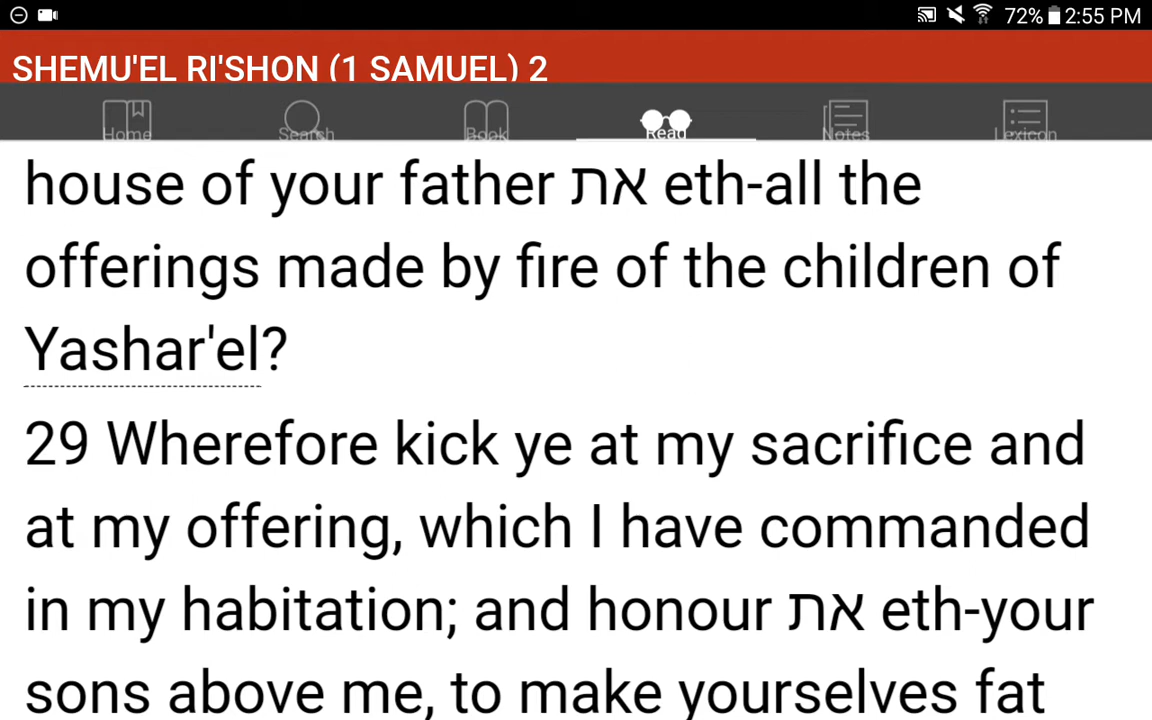 72% 2:55 PM
SHEMU'EL RI'SHON (1 SAMUEL) 2
Home Search Book Read Notes Lexicon
house of your father את eth-all the
offerings made by fire of the children of
Yashar'el?
29 Wherefore kick ye at my sacrifice and
at my offering, which I have commanded
in my habitation; and honour את eth-your
sons above me, to make yourselves fat